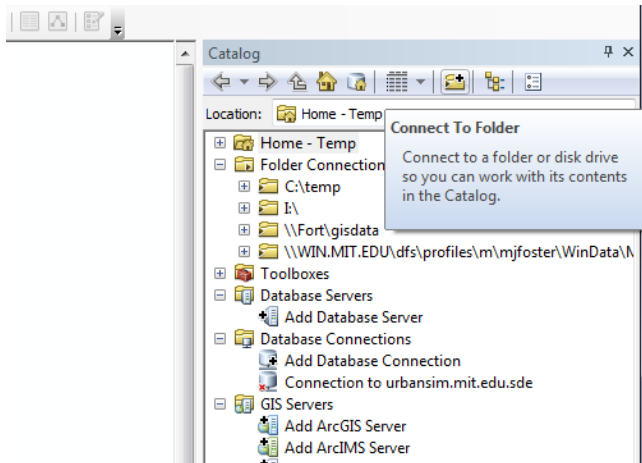 Catalog
Location: Home - Temp
Connect To Folder
Connect to a folder or disk drive
so you can work with its contents
in the Catalog.
Home - Temp
Folder Connection
C:\temp
I:\
\\Fort\gisdata
\\WIN.MIT.EDU\dfs\profiles\m\mjfoster\WinData\M
Toolboxes
Database Servers
Add Database Server
Database Connections
Add Database Connection
Connection to urbansim.mit.edu.sde
GIS Servers
Add ArcGIS Server
Add ArcIMS Server